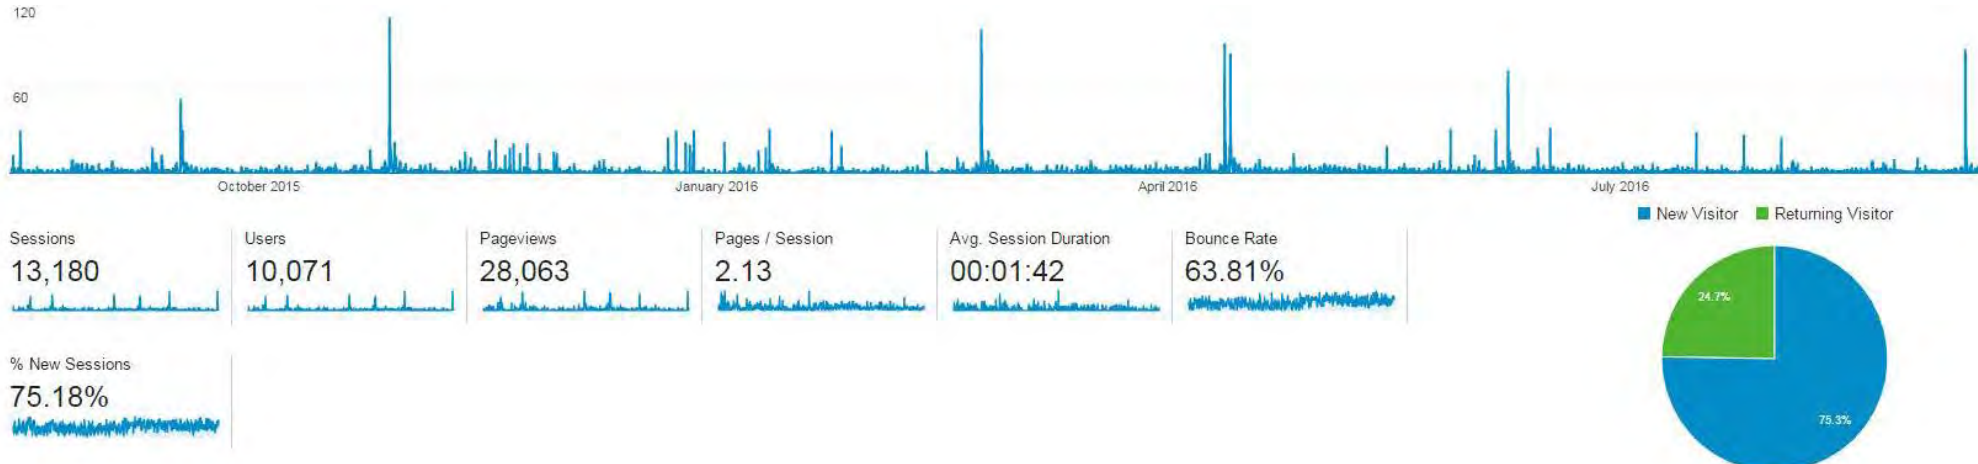 120
60
October 2015
January 2016
April 2016
July 2016
New Visitor
Returning Visitor
Sessions
13,180
Users
10,071
Pageviews
28,063
Pages / Session
2.13
Avg. Session Duration
00:01:42
Bounce Rate
63.81%
% New Sessions
75.18%
24.7%
75.3%